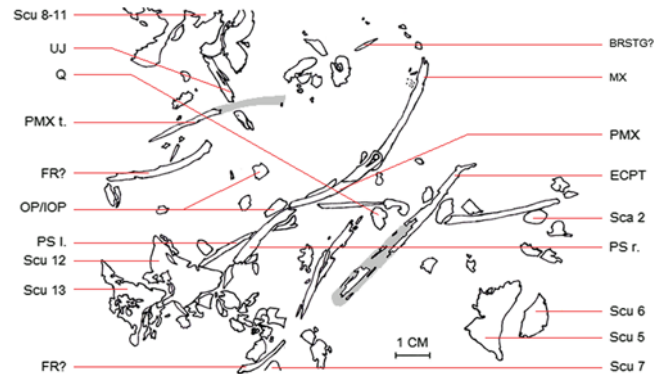 Scu 8-11
UJ
Q
PMX t.
FR?
OP/IOP
PS l.
Scu 12
Scu 13
FR?
BRSTG?
MX
PMX
ECPT
Sca 2
PS r.
Scu 6
Scu 5
Scu 7
1 CM